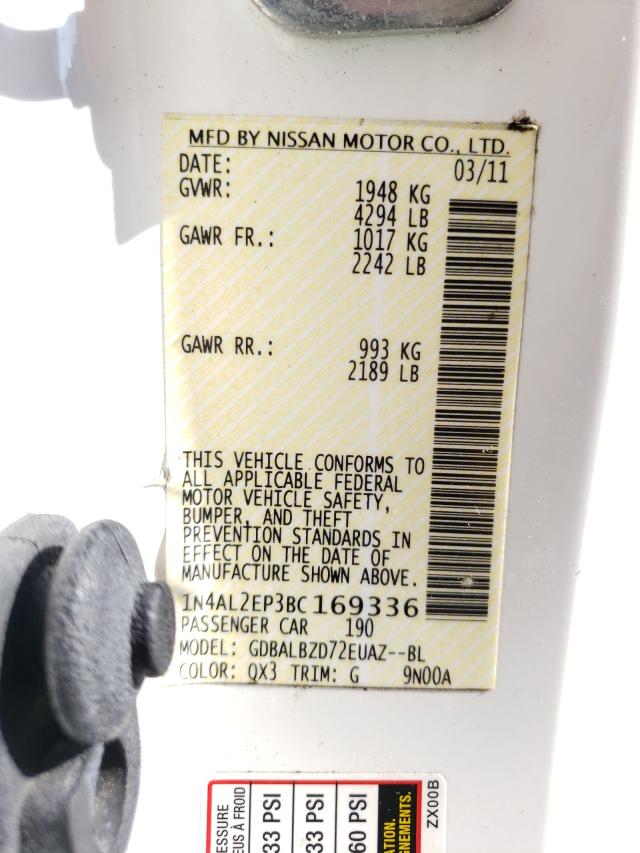 MFD BY NISSAN MOTOR CO., LTD.
DATE: 03/11
GVWR: 1948 KG
4294 LB
GAWR FR.: 1017 KG
2242 LB
GAWR RR.: 993 KG
2189 LB
THIS VEHICLE CONFORMS TO
ALL APPLICABLE FEDERAL
MOTOR VEHICLE SAFETY,
BUMPER, AND THEFT
PREVENTION STANDARDS IN
EFFECT ON THE DATE OF
MANUFACTURE SHOWN ABOVE.
1N4AL2EP3BC169336
PASSENGER CAR 190
MODEL: GDBALBZD72EUAZ--BL
COLOR: QX3 TRIM: G 9N00A
33 PSI
33 PSI
60 PSI
ZX00B